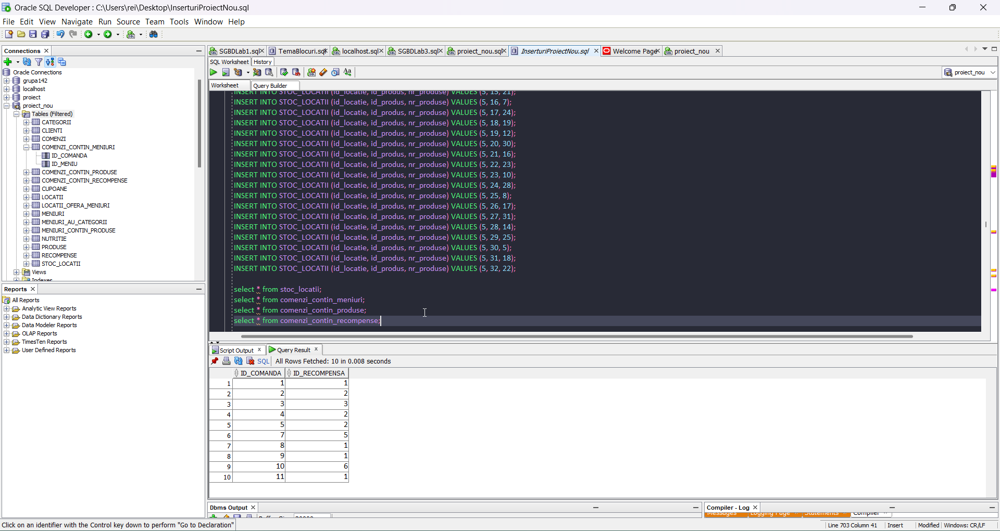 Oracle SQL Developer : C:\Users\rei\Desktop\InserturiProiectNou.sql
File Edit View Navigate Run Source Team Tools Window Help
Connections
Oracle Connections
grupa142
localhost
proiect
proiect_nou
Tables (Filtered)
CATEGORII
CLIENTI
COMENZI
COMENZI_CONTIN_MENIURI
ID_COMANDA
ID_MENIU
COMENZI_CONTIN_PRODUSE
COMENZI_CONTIN_RECOMPENSE
CUPOANE
LOCATII
LOCATII_OFERA_MENIURI
MENIURI
MENIURI_AU_CATEGORII
MENIURI_CONTIN_PRODUSE
NUTRITIE
PRODUSE
RECOMPENSE
STOC_LOCATII
Views
Indexes
Reports
All Reports
Analytic View Reports
Data Dictionary Reports
Data Modeler Reports
OLAP Reports
TimesTen Reports
User Defined Reports
SGBDLab1.sql TemaBlocuri.sql localhost.sql SGBDLab3.sql proiect_nou.sql InserturiProiectNou.sql Welcome Page proiect_nou
SQL Worksheet History
proiect_nou
Worksheet Query Builder
INSERT INTO STOC_LOCATII (id_locatie, id_produs, nr_produse) VALUES (5, 15, 21);
INSERT INTO STOC_LOCATII (id_locatie, id_produs, nr_produse) VALUES (5, 16, 7);
INSERT INTO STOC_LOCATII (id_locatie, id_produs, nr_produse) VALUES (5, 17, 24);
INSERT INTO STOC_LOCATII (id_locatie, id_produs, nr_produse) VALUES (5, 18, 19);
INSERT INTO STOC_LOCATII (id_locatie, id_produs, nr_produse) VALUES (5, 19, 12);
INSERT INTO STOC_LOCATII (id_locatie, id_produs, nr_produse) VALUES (5, 20, 30);
INSERT INTO STOC_LOCATII (id_locatie, id_produs, nr_produse) VALUES (5, 21, 16);
INSERT INTO STOC_LOCATII (id_locatie, id_produs, nr_produse) VALUES (5, 22, 23);
INSERT INTO STOC_LOCATII (id_locatie, id_produs, nr_produse) VALUES (5, 23, 10);
INSERT INTO STOC_LOCATII (id_locatie, id_produs, nr_produse) VALUES (5, 24, 28);
INSERT INTO STOC_LOCATII (id_locatie, id_produs, nr_produse) VALUES (5, 25, 8);
INSERT INTO STOC_LOCATII (id_locatie, id_produs, nr_produse) VALUES (5, 26, 17);
INSERT INTO STOC_LOCATII (id_locatie, id_produs, nr_produse) VALUES (5, 27, 31);
INSERT INTO STOC_LOCATII (id_locatie, id_produs, nr_produse) VALUES (5, 28, 14);
INSERT INTO STOC_LOCATII (id_locatie, id_produs, nr_produse) VALUES (5, 29, 25);
INSERT INTO STOC_LOCATII (id_locatie, id_produs, nr_produse) VALUES (5, 30, 5);
INSERT INTO STOC_LOCATII (id_locatie, id_produs, nr_produse) VALUES (5, 31, 18);
INSERT INTO STOC_LOCATII (id_locatie, id_produs, nr_produse) VALUES (5, 32, 22);
select * from stoc_locatii;
select * from comenzi_contin_meniuri;
select * from comenzi_contin_produse;
select * from comenzi_contin_recompense;
Script Output Query Result
SQL All Rows Fetched: 10 in 0.008 seconds
ID_COMANDA ID_RECOMPENSA
1 1 1
2 2 2
3 3 3
4 4 2
5 5 2
6 7 5
7 8 1
8 9 1
9 10 6
10 11 1
Dbms Output
Compiler - Log
Messages Logging Page Statements Compiler
Click on an identifier with the Control key down to perform "Go to Declaration"
Line 703 Column 41 Insert Modified Windows: CR/LF